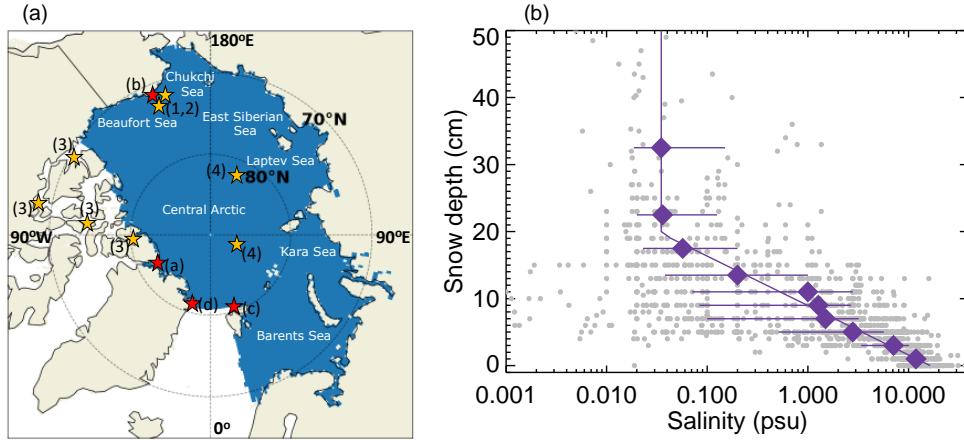 (a)
180°E
Chukchi
Sea
(b)
(1,2)
Beaufort Sea
East Siberian
Sea
70°N
Laptev Sea
(3)
(4)
80°N
(3)
(3)
Central Arctic
90°W
90°E
(3)
(4)
Kara Sea
(a)
(d)
(c)
Barents Sea
0°
(b)
50
40
30
20
10
0
Snow depth (cm)
0.001
0.010
0.100
1.000
10.000
Salinity (psu)